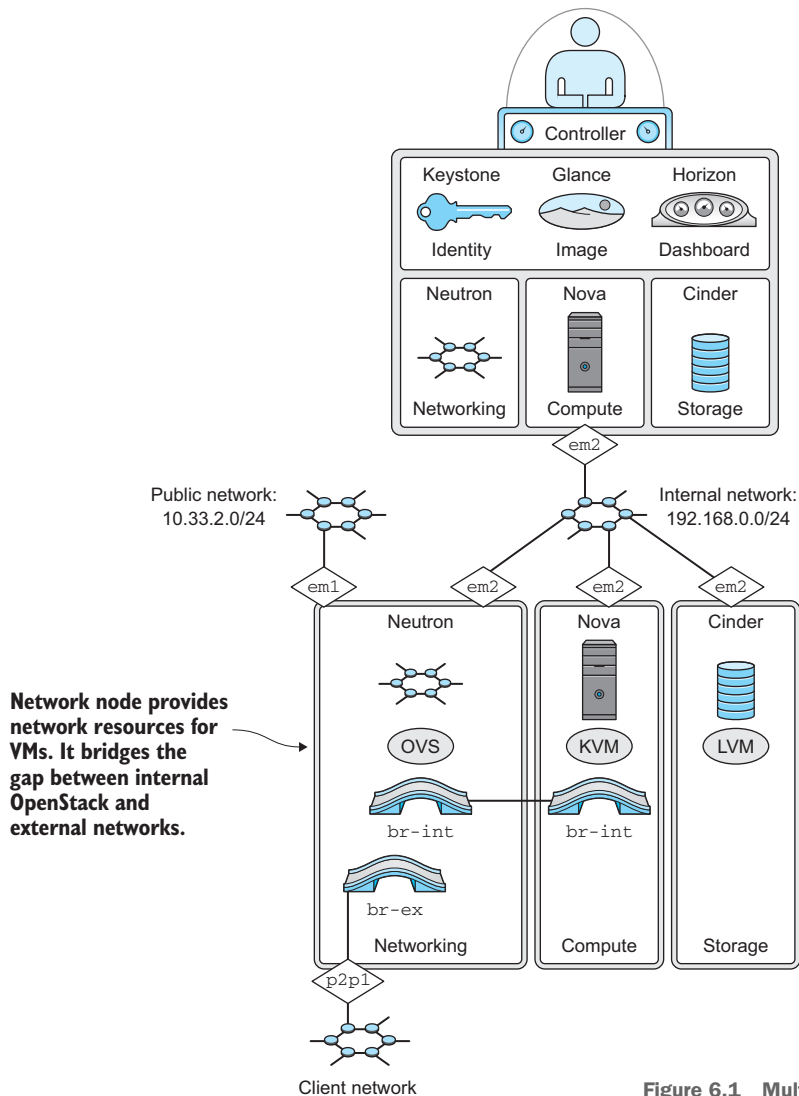 Controller
Keystone Glance Horizon
Identity Image Dashboard
Neutron Nova Cinder
Networking Compute Storage
em2
Public network:
10.33.2.0/24
Internal network:
192.168.0.0/24
em1 em2 em2 em2
Neutron Nova Cinder
Network node provides
network resources for
VMs. It bridges the
gap between internal
OpenStack and
external networks.
OVS KVM LVM
br-int br-int
br-ex
Networking Compute Storage
p2p1
Client network
Figure 6.1